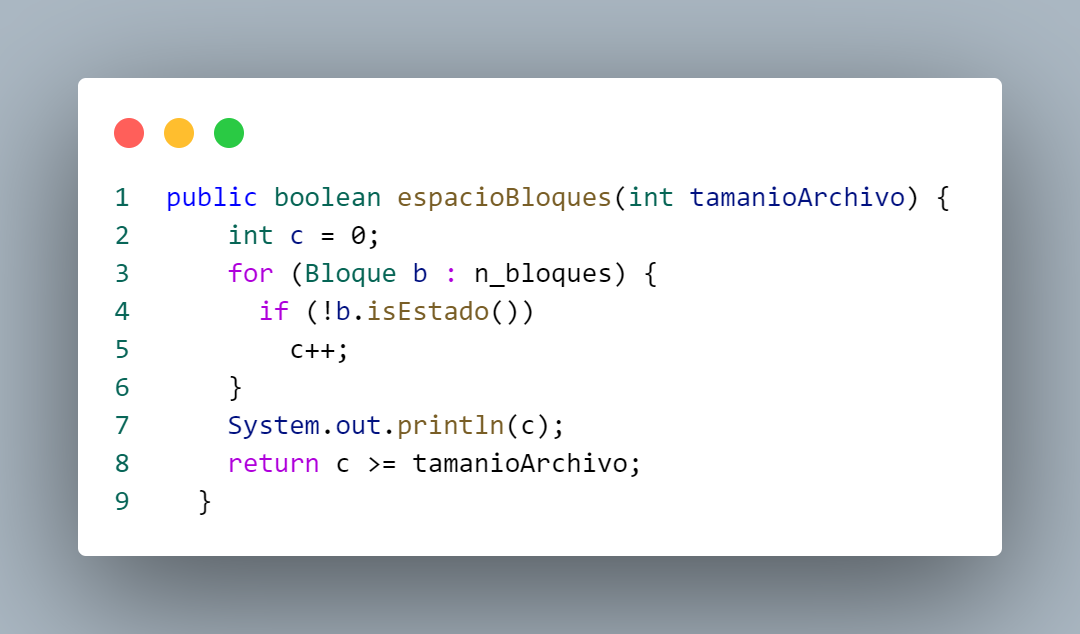 1 public boolean espacioBloques(int tamanioArchivo) {
2 int c = 0;
3 for (Bloque b : n_bloques) {
4 if (!b.isEstado())
5 c++;
6 }
7 System.out.println(c);
8 return c >= tamanioArchivo;
9 }